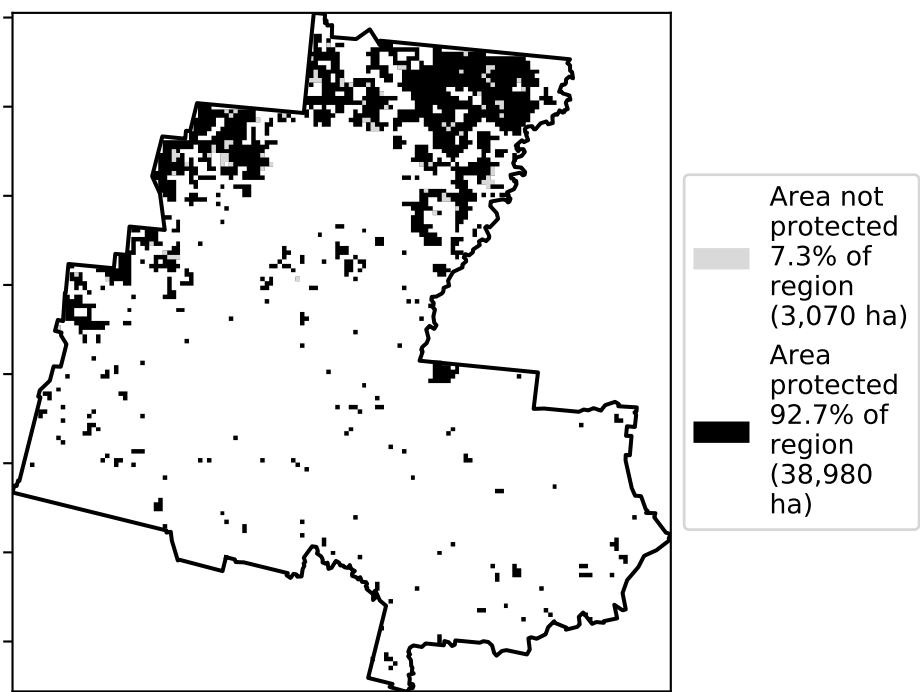 Area not
protected
7.3% of
region
(3,070 ha)
Area
protected
92.7% of
region
(38,980
ha)